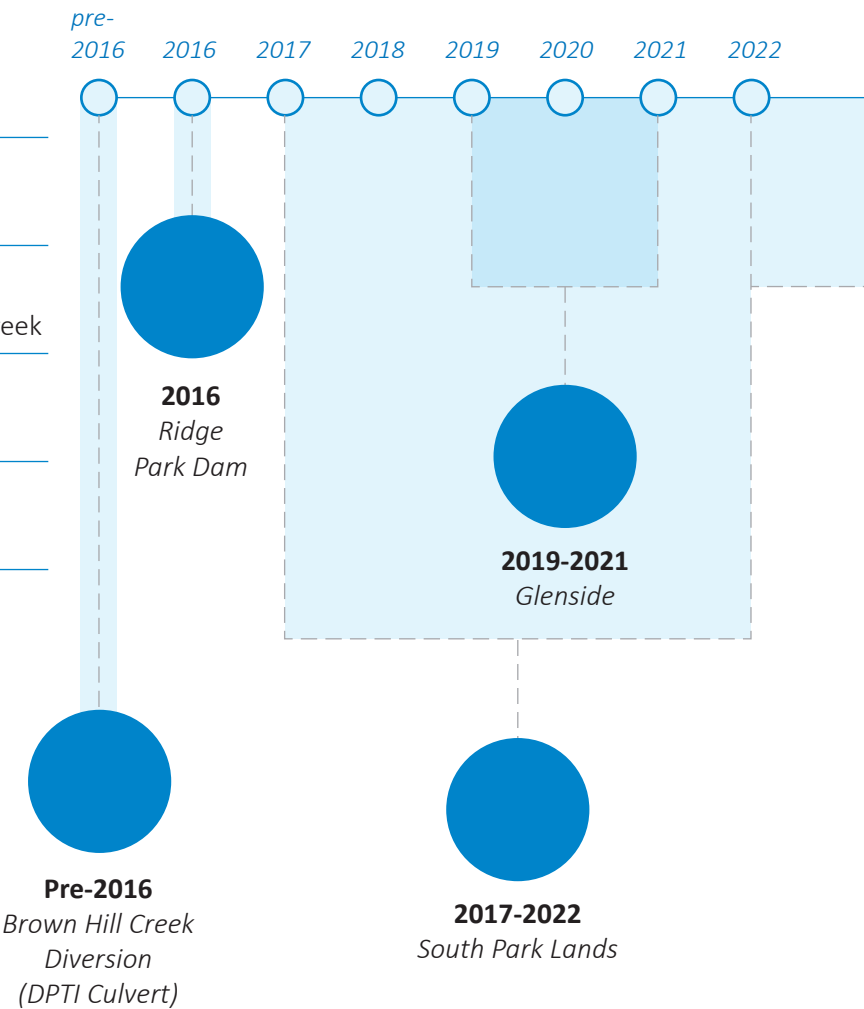 pre-
2016 2016 2017 2018 2019 2020 2021 2022
eek
2016
Ridge
Park Dam
2019-2021
Glenside
Pre-2016
Brown Hill Creek
Diversion
(DPTI Culvert)
2017-2022
South Park Lands